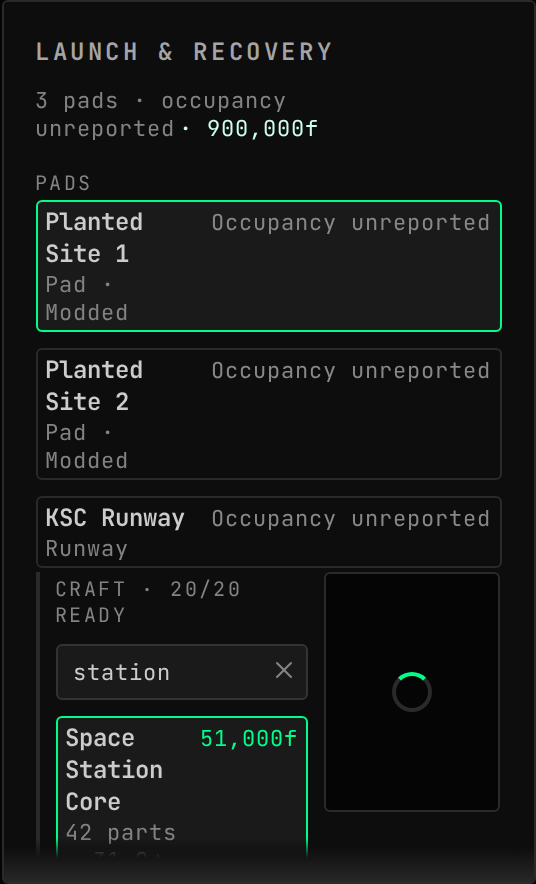 LAUNCH & RECOVERY
3 pads · occupancy
unreported · 900,000f
PADS
Planted Occupancy unreported
Site 1
Pad ·
Modded
Planted Occupancy unreported
Site 2
Pad ·
Modded
KSC Runway Occupancy unreported
Runway
CRAFT · 20/20
READY
station
Space 51,000f
Station
Core
42 parts